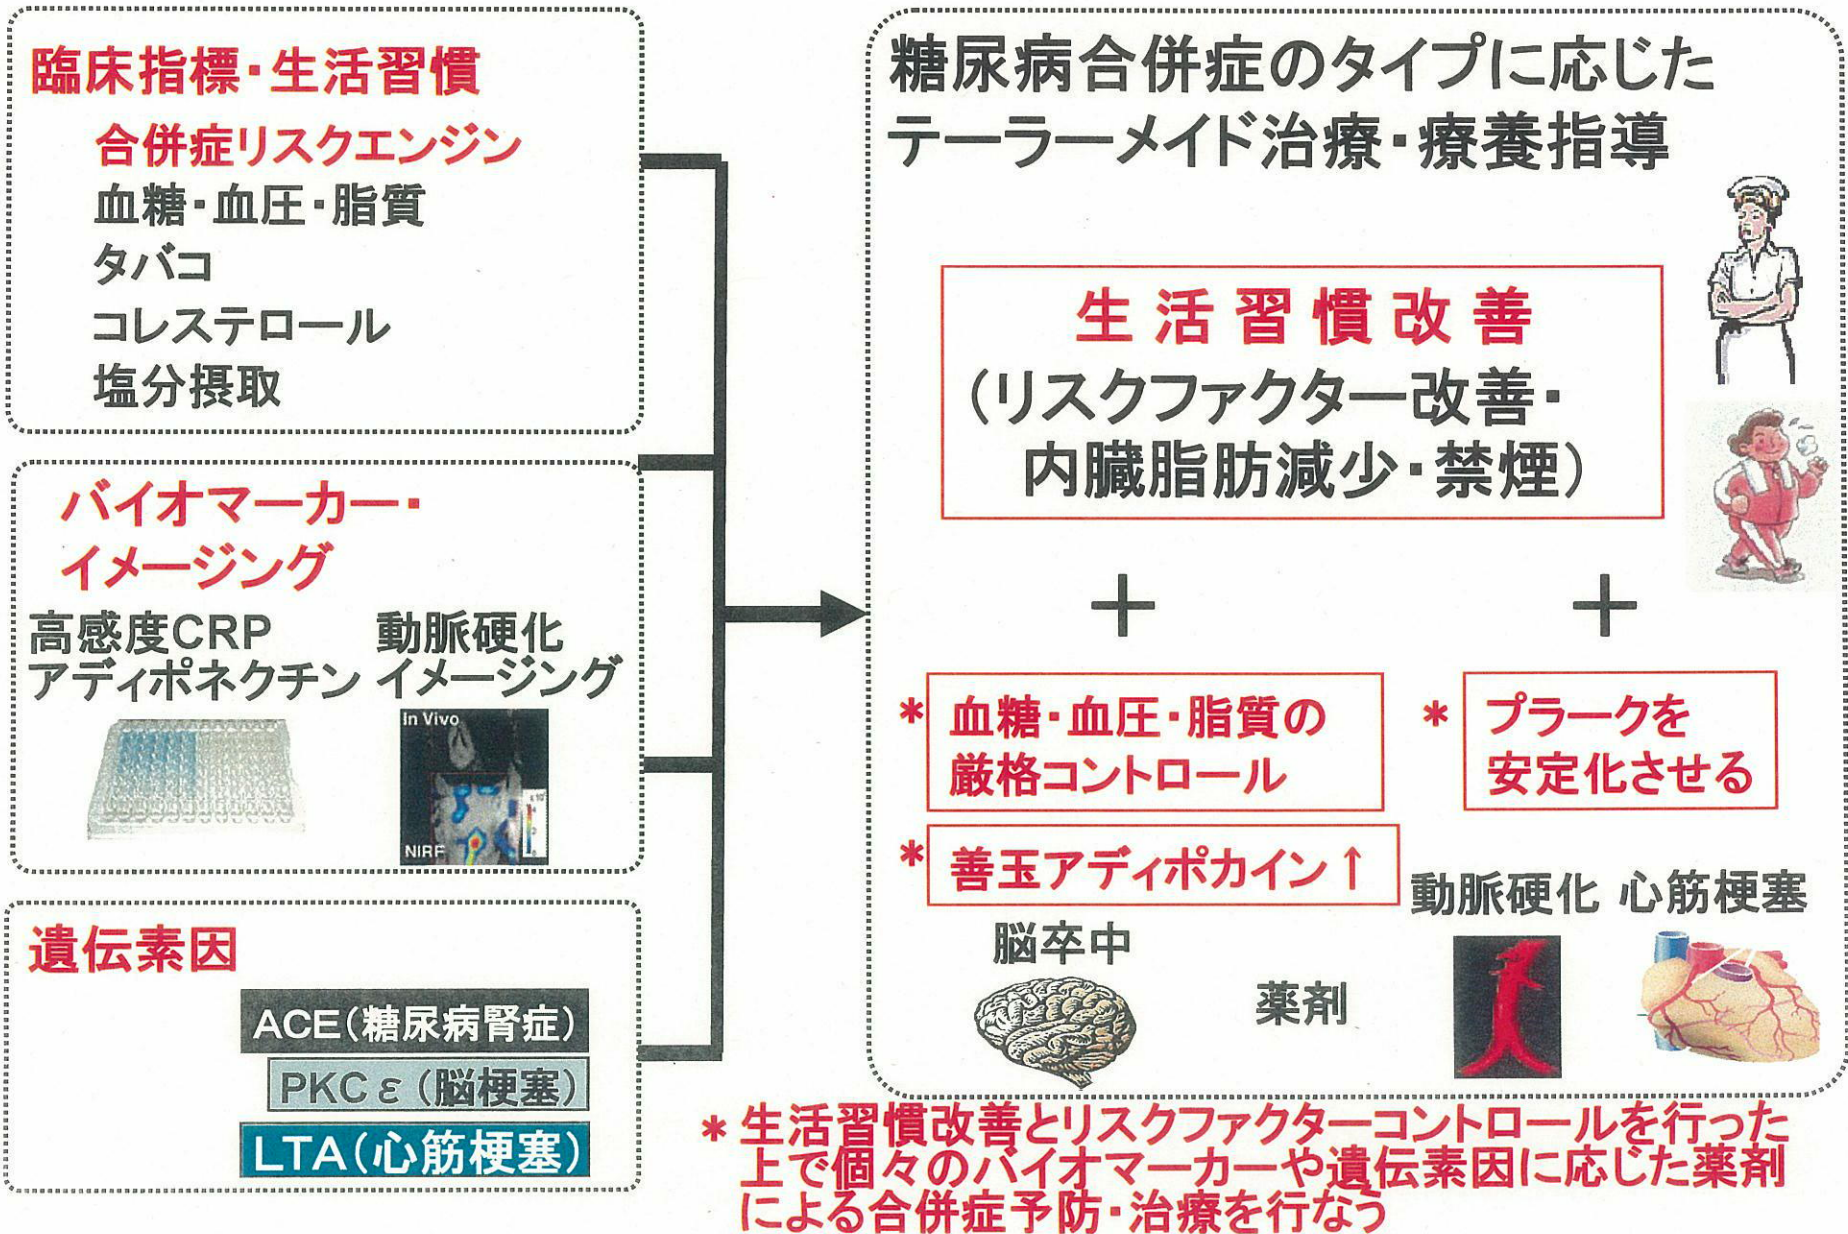 臨床指標・生活習慣
合併症リスクエンジン
血糖・血圧・脂質
タバコ
コレステロール
塩分摂取
バイオマーカー・
イメージング
高感度CRP
アディポネクチン
動脈硬化
イメージング
In Vivo
NIRF
遺伝素因
ACE(糖尿病腎症)
PKC ε (脳梗塞)
LTA(心筋梗塞)
糖尿病合併症のタイプに応じた
テーラーメイド治療・療養指導
生活習慣改善
(リスクファクター改善・
内臓脂肪減少・禁煙)
+
+
* 血糖・血圧・脂質の
厳格コントロール
* プラークを
安定化させる
* 善玉アディポカイン↑
脳卒中
薬剤
動脈硬化
心筋梗塞
* 生活習慣改善とリスクファクターコントロールを行った
上で個々のバイオマーカーや遺伝素因に応じた薬剤
による合併症予防・治療を行なう